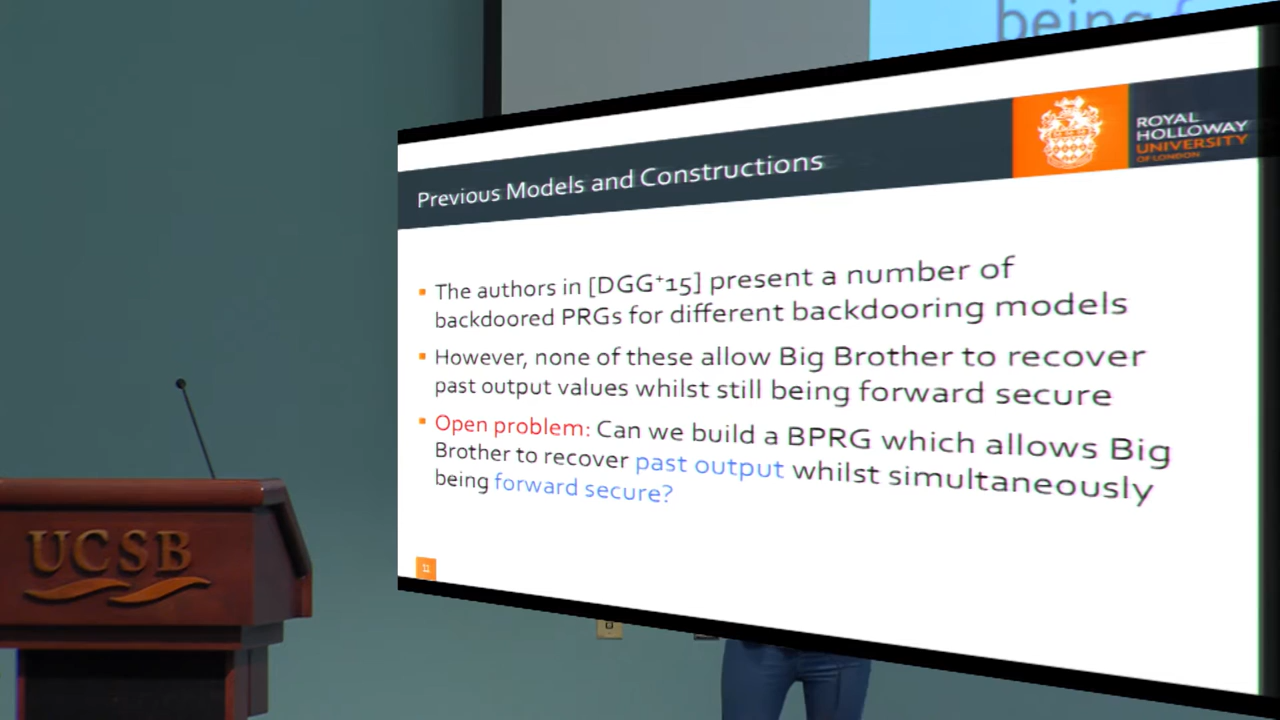 being
ROYAL
HOLLOWAY
UNIVERSITY
OF LONDON
Previous Models and Constructions
The authors in [DGG⁺15] present a number of
backdoored PRGs for different backdooring models
However, none of these allow Big Brother to recover
past output values whilst still being forward secure
Open problem: Can we build a BPRG which allows Big
Brother to recover past output whilst simultaneously
being forward secure?
11
UCSB